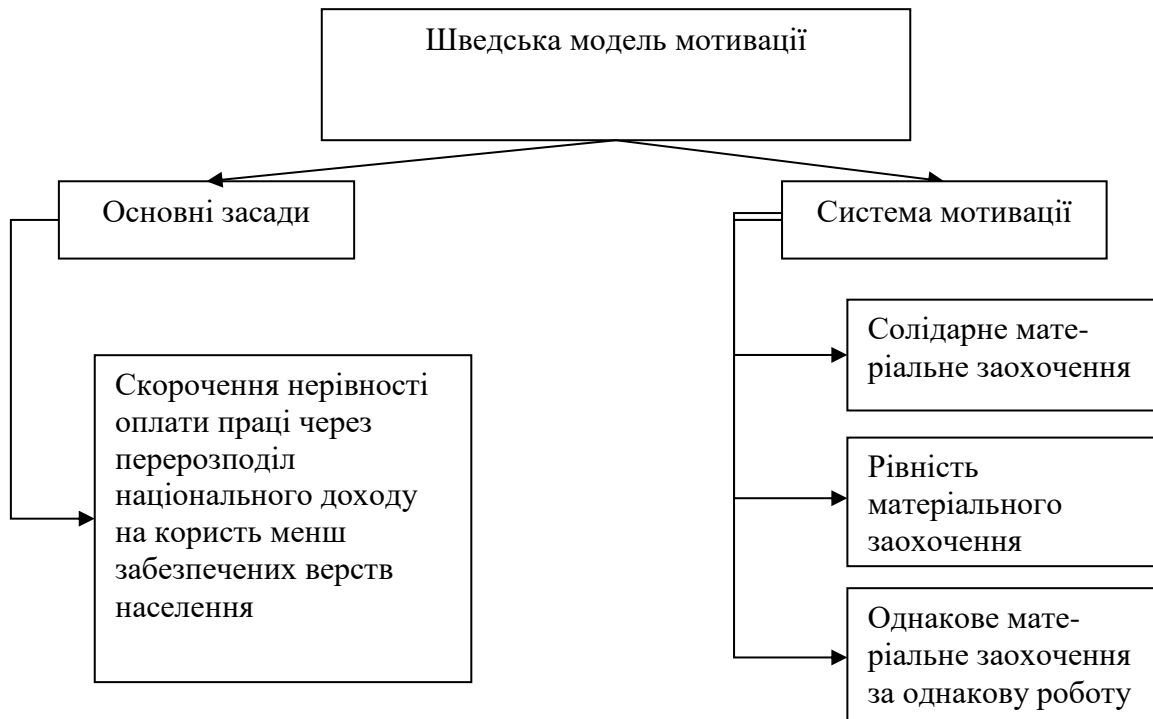 Шведська модель мотивації
Основні засади
Скорочення нерівності
оплати праці через
перерозподіл
національного доходу
на користь менш
забезпечених верств
населення
Система мотивації
Солідарне мате-
ріальне заохочення
Рівність
матеріального
заохочення
Однакове мате-
ріальне заохочення
за однакову роботу